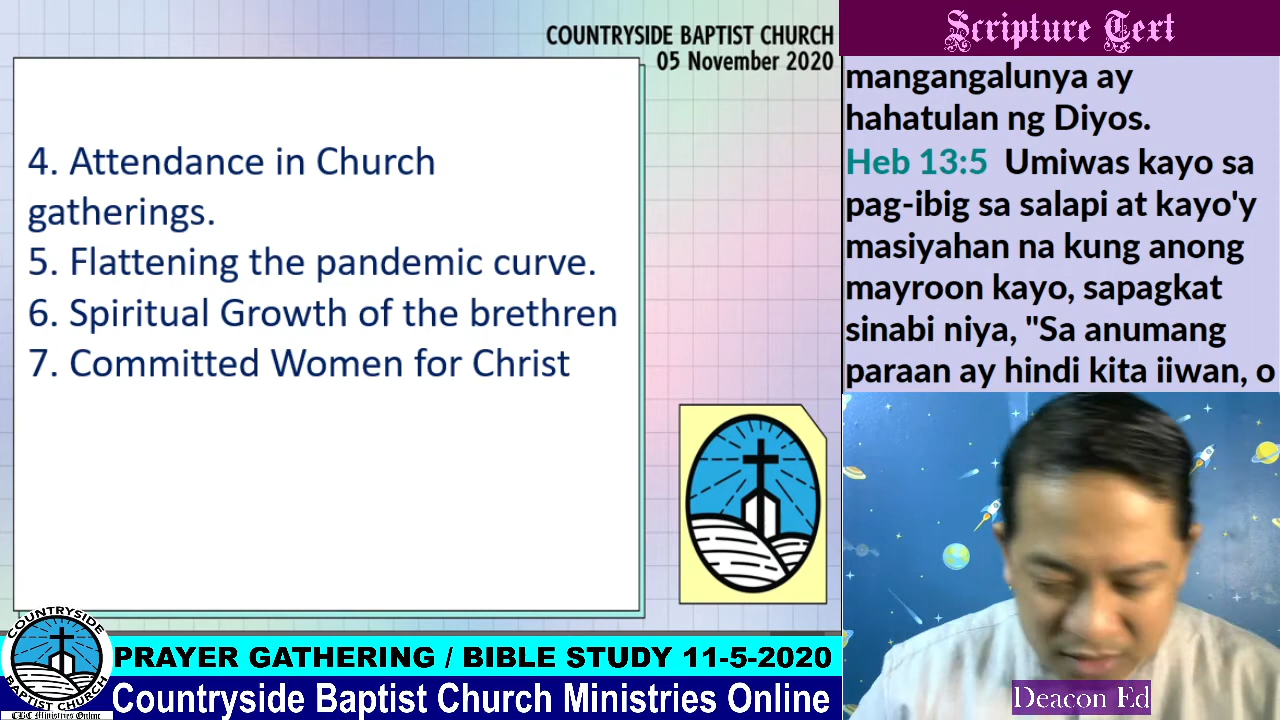 COUNTRYSIDE BAPTIST CHURCH
05 November 2020
4. Attendance in Church
gatherings.
5. Flattening the pandemic curve.
6. Spiritual Growth of the brethren
7. Committed Women for Christ
Scripture Text
mangangalunya ay
hahatulan ng Diyos.
Heb 13:5 Umiwas kayo sa
pag-ibig sa salapi at kayo'y
masiyahan na kung anong
mayroon kayo, sapagkat
sinabi niya, "Sa anumang
paraan ay hindi kita iiwan, o
Deacon Ed
COUNTRYSIDE
BAPTIST CHURCH
CBC Ministries Online
PRAYER GATHERING / BIBLE STUDY 11-5-2020
Countryside Baptist Church Ministries Online